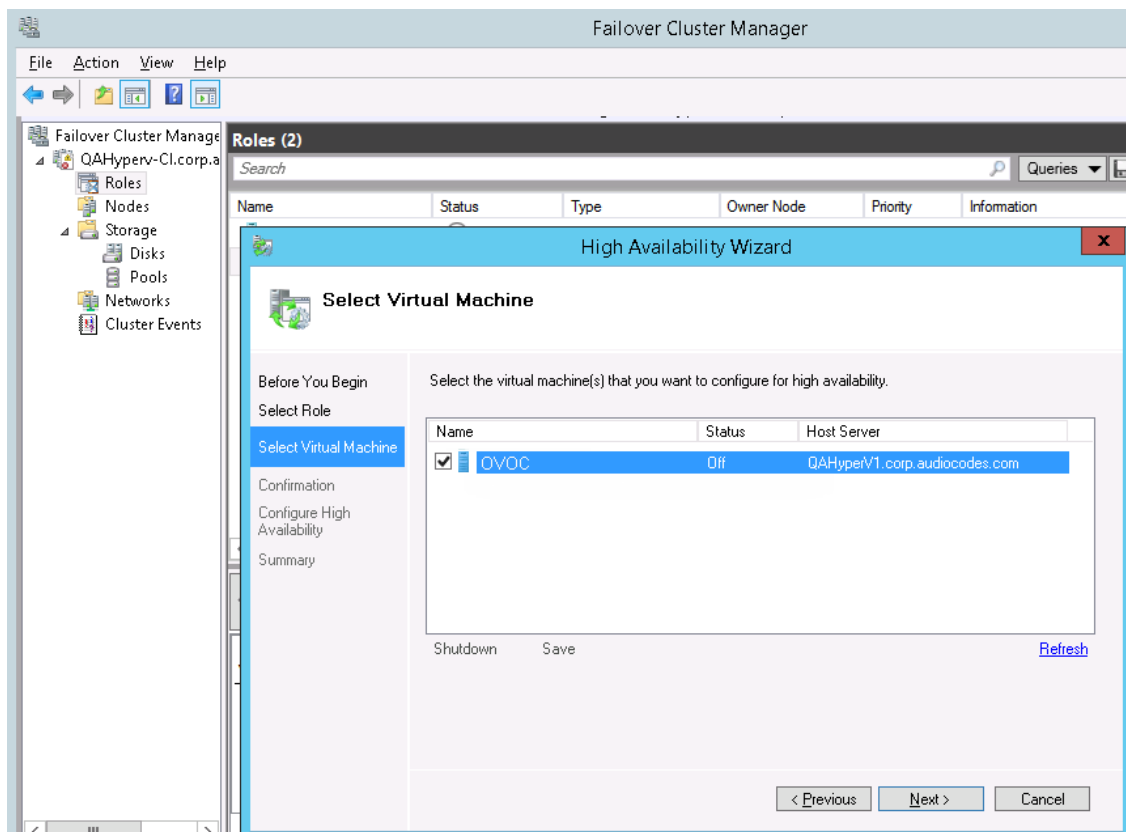 Failover Cluster Manager
File Action View Help
Failover Cluster Manage
QAHyperv-Cl.corp.a
Roles
Nodes
Storage
Disks
Pools
Networks
Cluster Events
Roles (2)
Search
Queries
Name Status Type Owner Node Priority Information
High Availability Wizard
x
Select Virtual Machine
Before You Begin
Select Role
Select Virtual Machine
Confirmation
Configure High
Availability
Summary
Select the virtual machine(s) that you want to configure for high availability.
Name Status Host Server
OVOC Off QAHyperV1.corp.audiocodes.com
Shutdown Save Refresh
< Previous Next > Cancel